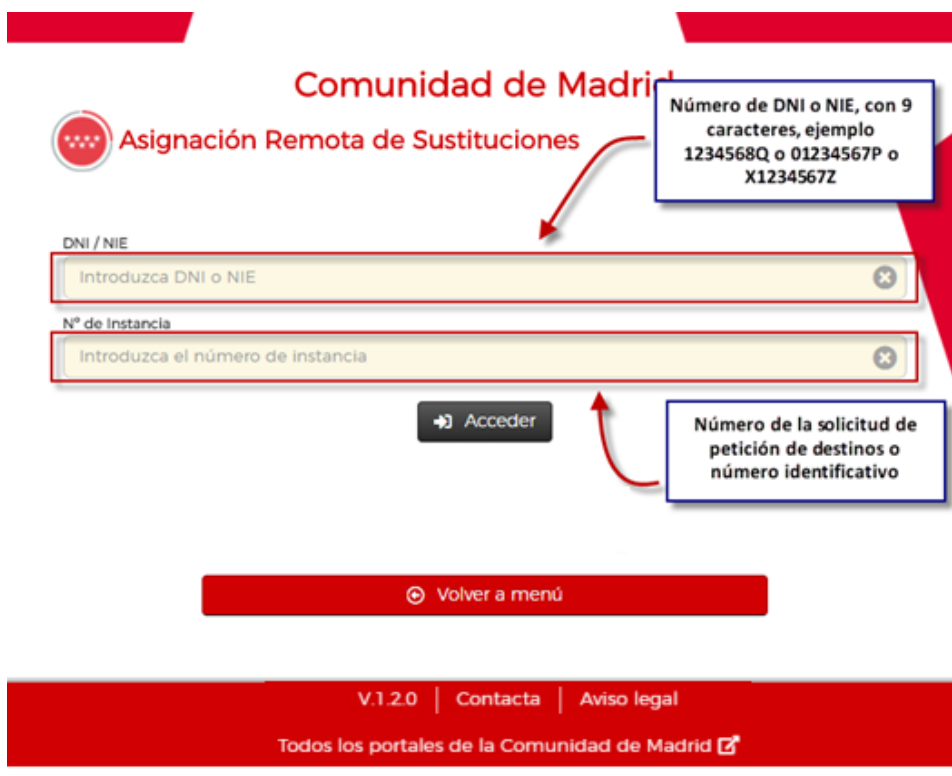 Comunidad de Madrid
Asignación Remota de Sustituciones
Número de DNI o NIE, con 9
caracteres, ejemplo
1234568Q o 01234567P o
X1234567Z
DNI / NIE
Introduzca DNI o NIE
Nº de Instancia
Introduzca el número de instancia
Acceder
Número de la solicitud de
petición de destinos o
número identificativo
Volver a menú
V.1.2.0 | Contacta | Aviso legal
Todos los portales de la Comunidad de Madrid